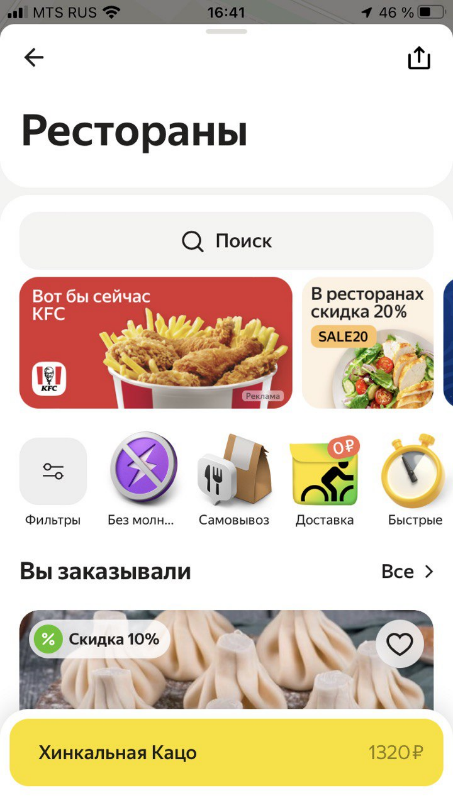 MTS RUS 16:41 46 %
Рестораны
Поиск
Вот бы сейчас
KFC
KFC
Реклама
В ресторанах
скидка 20%
SALE20
0₽
Фильтры
Без молн...
Самовывоз
Доставка
Быстрые
Вы заказывали
Все
% Скидка 10%
Хинкальная Кацо 1320₽